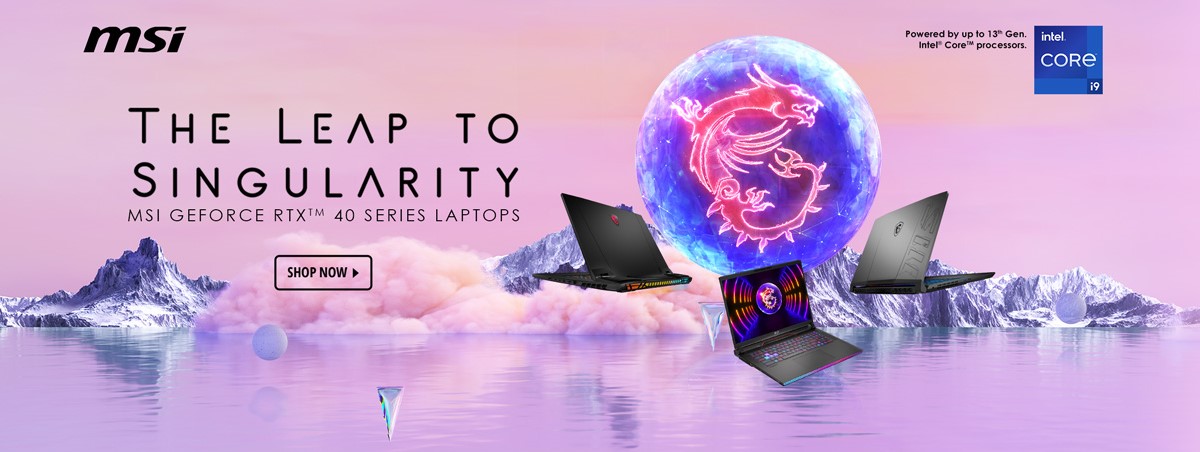 msi
Powered by up to 13th Gen.
Intel® Core™ processors.
intel.
CORE™
i9
THE LEAP TO
SINGULARITY
MSI GEFORCE RTX™ 40 SERIES LAPTOPS
SHOP NOW ▶